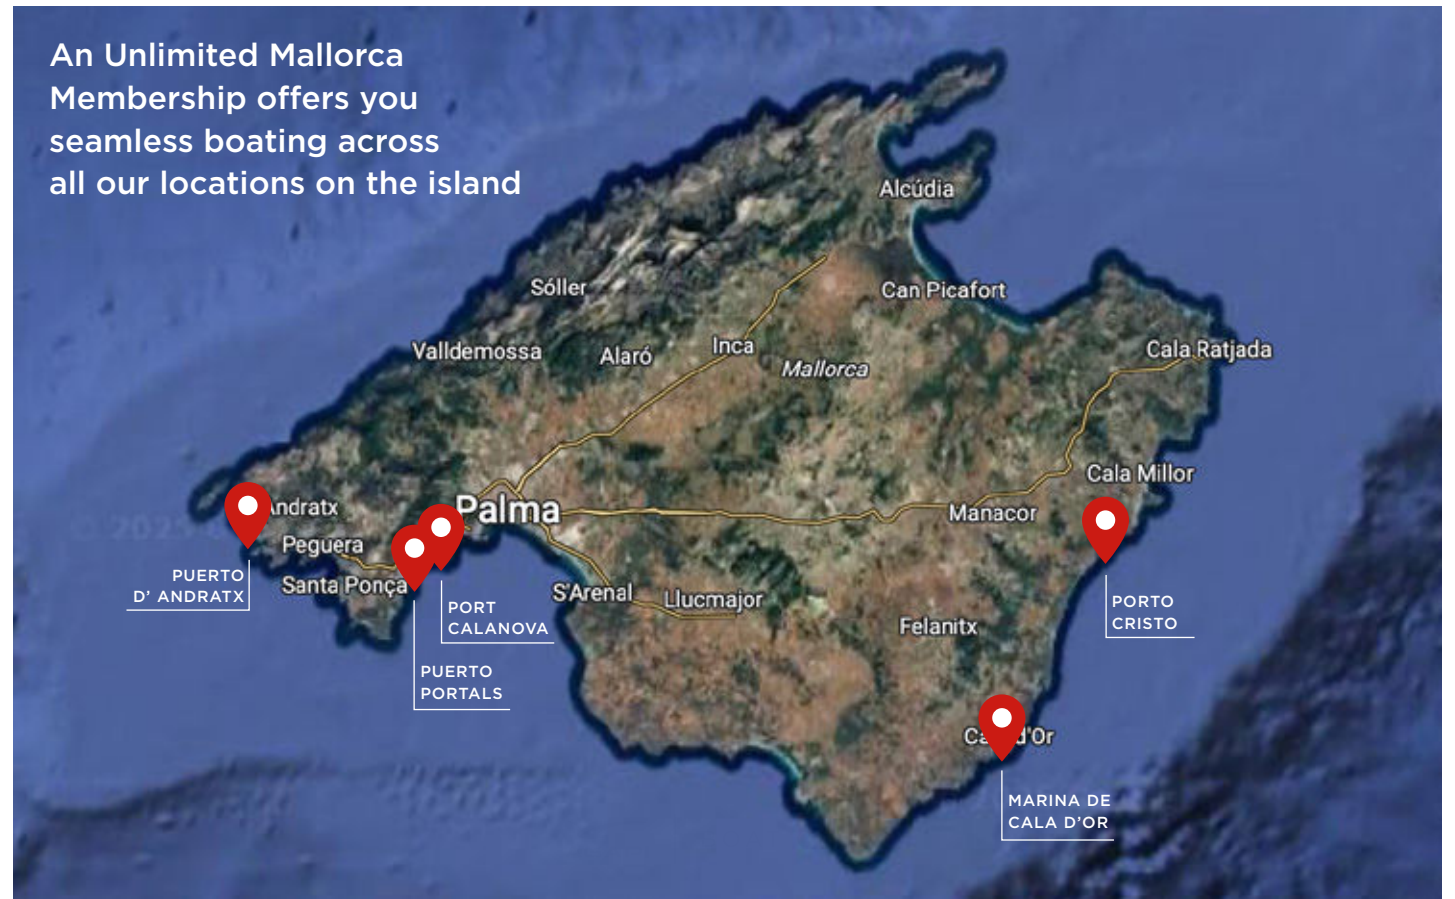 An Unlimited Mallorca
Membership offers you
seamless boating across
all our locations on the island
Alcúdia
Sóller
Can Picafort
Valldemossa
Alaró
Inca
Mallorca
Cala Ratjada
Cala Millor
Andratx
Palma
Manacor
Peguera
Santa Ponça
S'Arenal
Llucmajor
Felanitx
PUERTO
D' ANDRATX
PORT
CALANOVA
PUERTO
PORTALS
PORTO
CRISTO
d'Or
MARINA DE
CALA D'OR